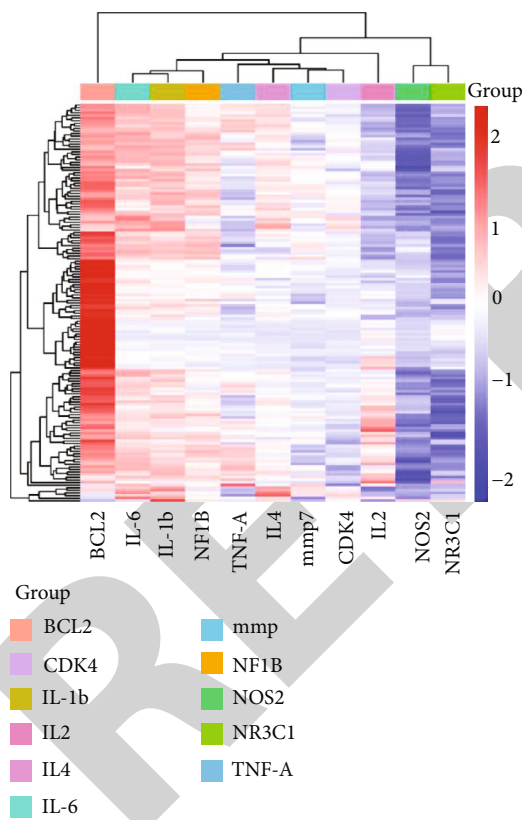 Group
2
1
0
−1
−2
BCL2
IL-6
IL-1b
NF1B
TNF-A
IL4
mmp7
CDK4
IL2
NOS2
NR3C1
Group
BCL2
CDK4
IL-1b
IL2
IL4
IL-6
mmp
NF1B
NOS2
NR3C1
TNF-A